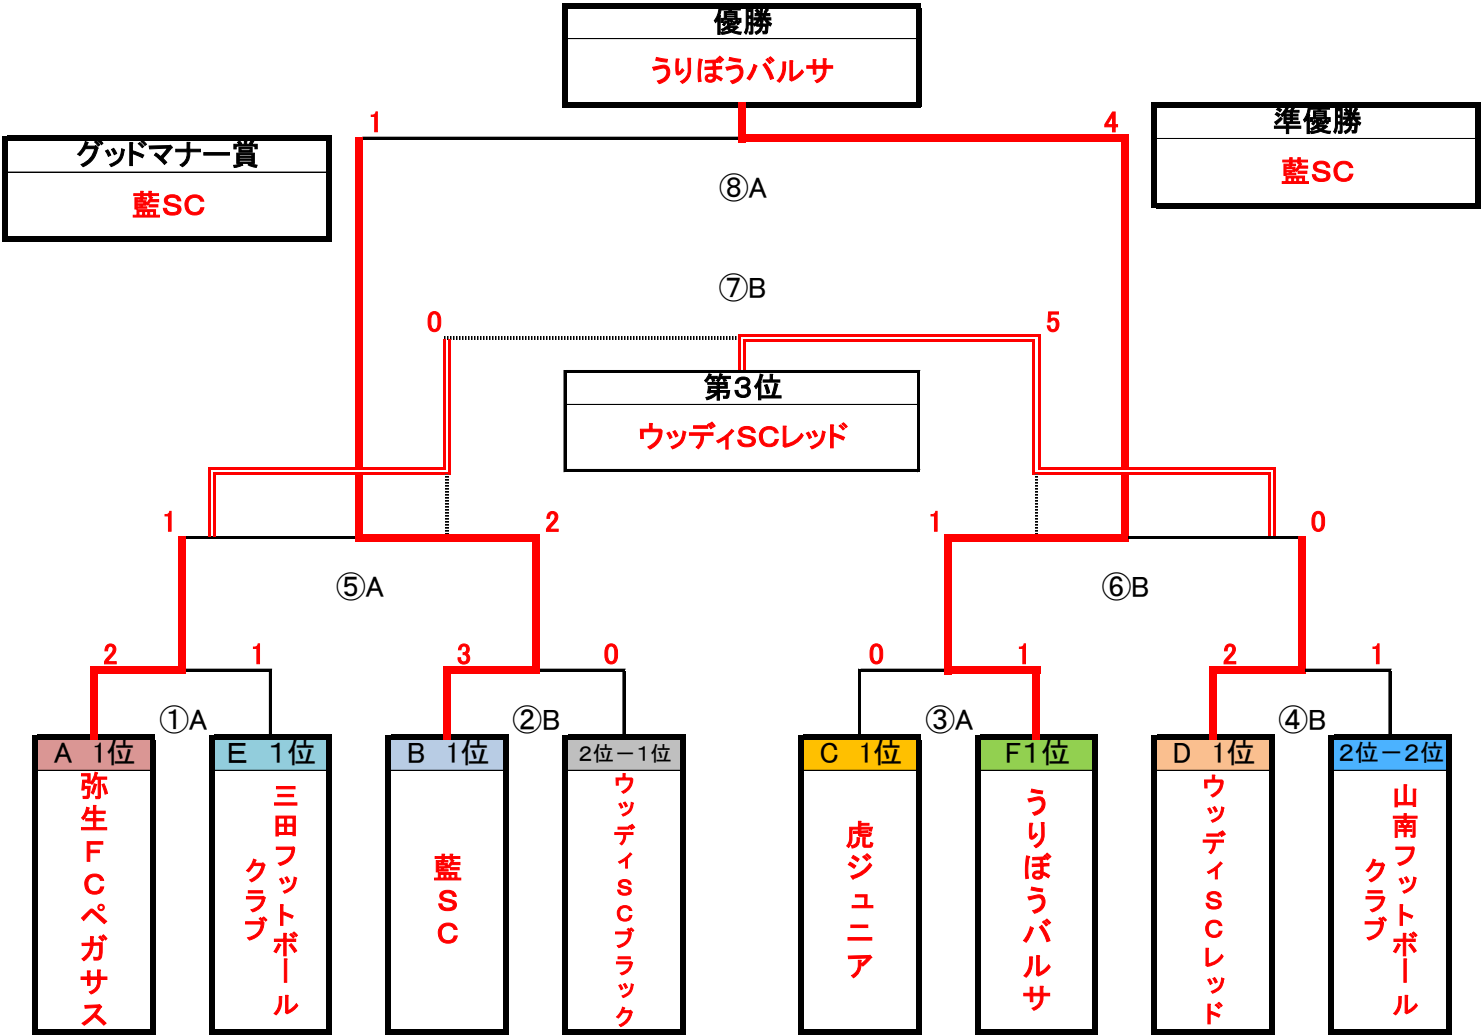 優勝
うりぼうバルサ
1
4
グッドマナー賞
藍SC
準優勝
藍SC
⑧A
⑦B
0
5
第3位
ウッディSCレッド
1
2
1
0
⑤A
⑥B
2
1
3
0
0
1
2
1
①A
②B
③A
④B
A 1位
E 1位
B 1位
2位－1位
C 1位
F1位
D 1位
2位－2位
弥生FCペガサス
三田フットボール
クラブ
藍SC
ウッディSCブラック
虎ジュニア
うりぼうバルサ
ウッディSCレッド
山南フットボール
クラブ